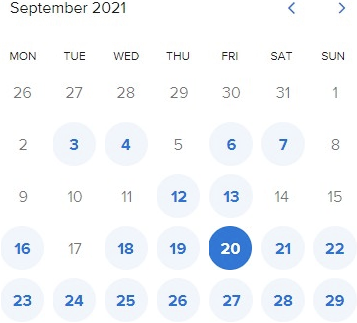 September 2021
MON TUE WED THU FRI SAT SUN
26 27 28 29 30 31 1
2 3 4 5 6 7 8
9 10 11 12 13 14 15
16 17 18 19 20 21 22
23 24 25 26 27 28 29